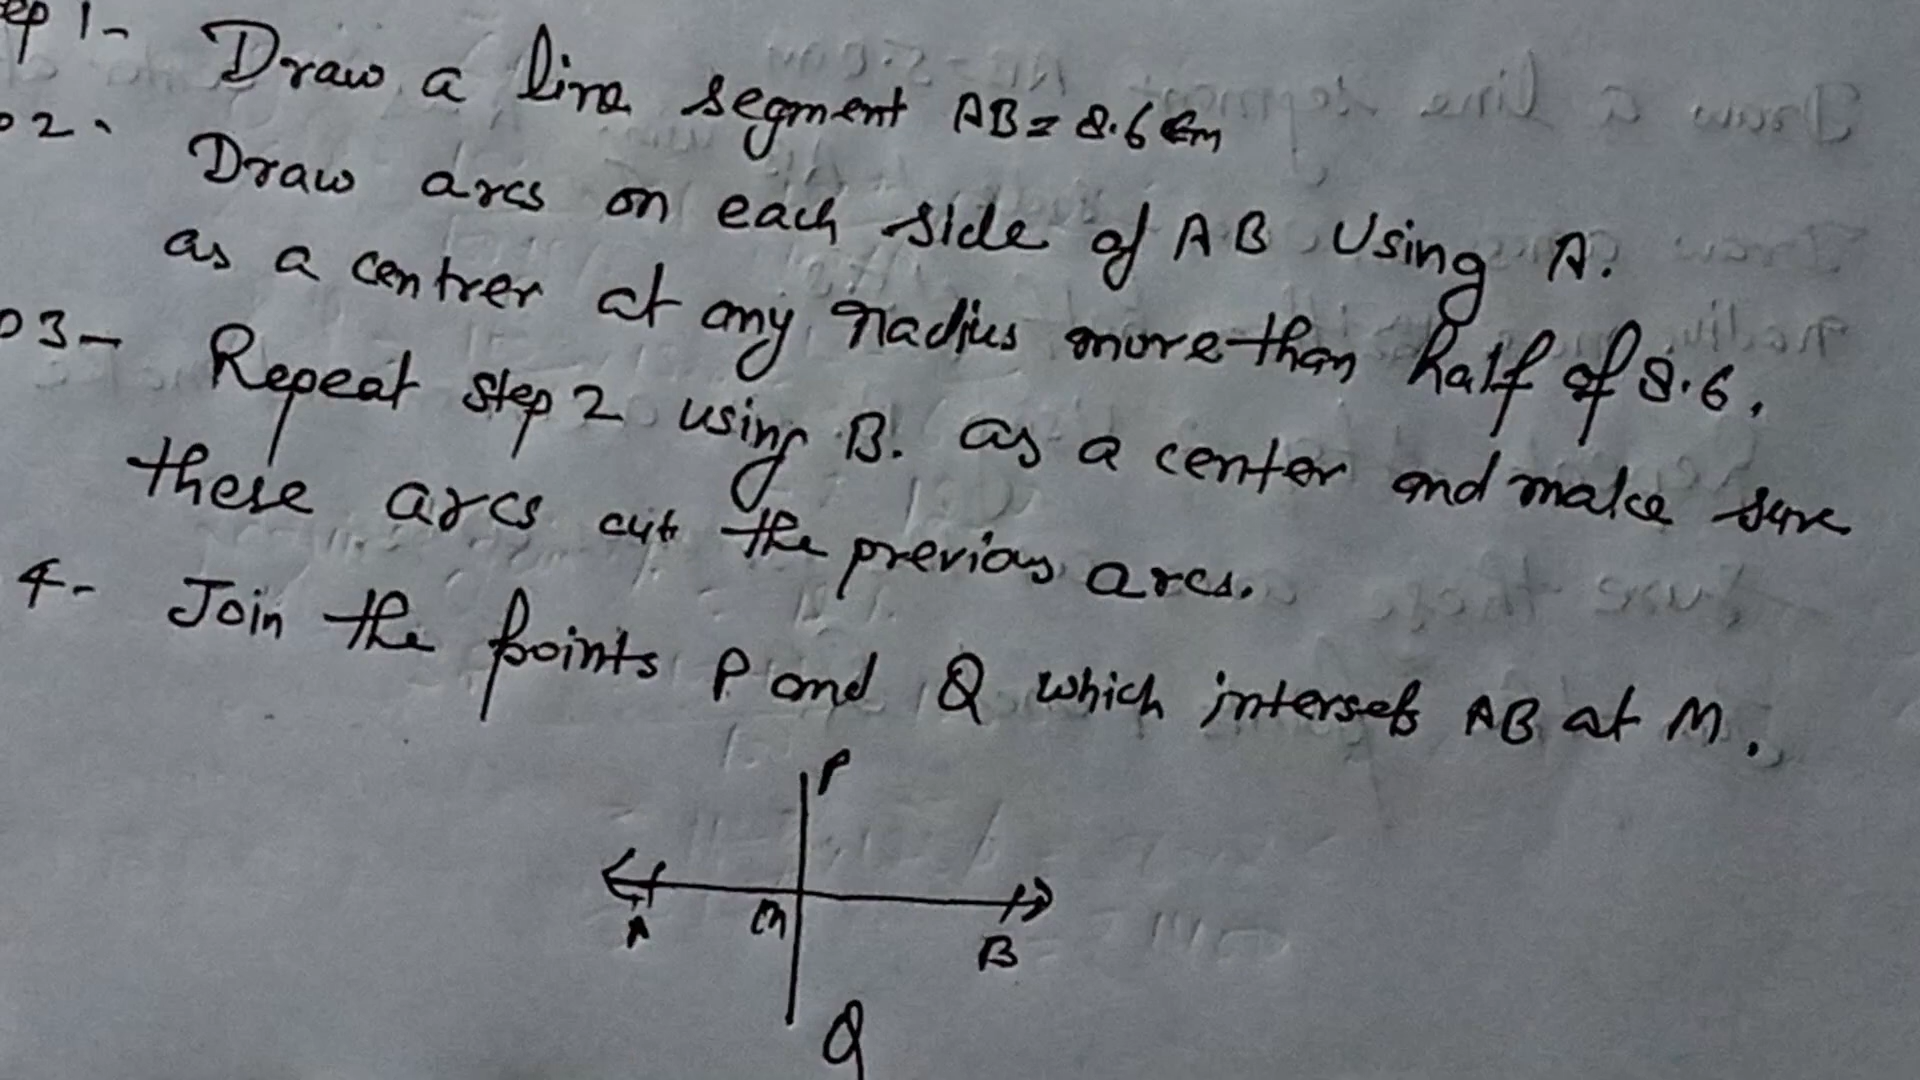 ep 1- Draw a line segment AB = 8.6 cm
p 2. Draw arcs on each side of AB Using A.
as a centrer at any radius more than half of 8.6.
p 3- Repeat step 2 using B. as a center and make sure
these arcs cut the previous arcs.
4- Join the points P and Q which intersets AB at M.
P
A M B
Q